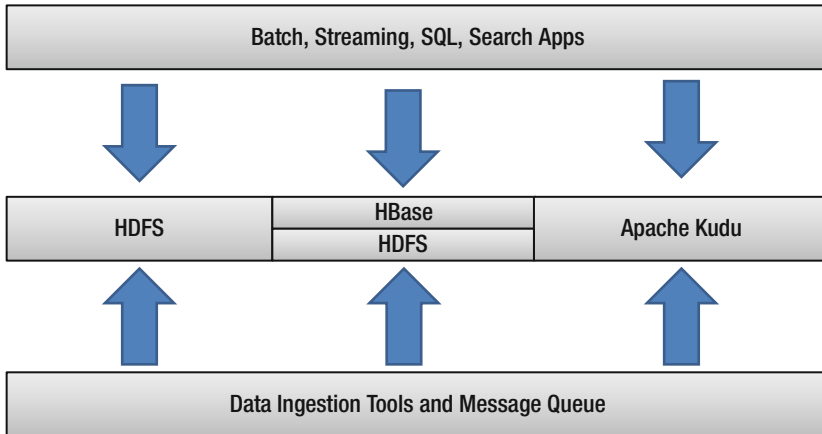 Batch, Streaming, SQL, Search Apps
HDFS
HBase
HDFS
Apache Kudu
Data Ingestion Tools and Message Queue